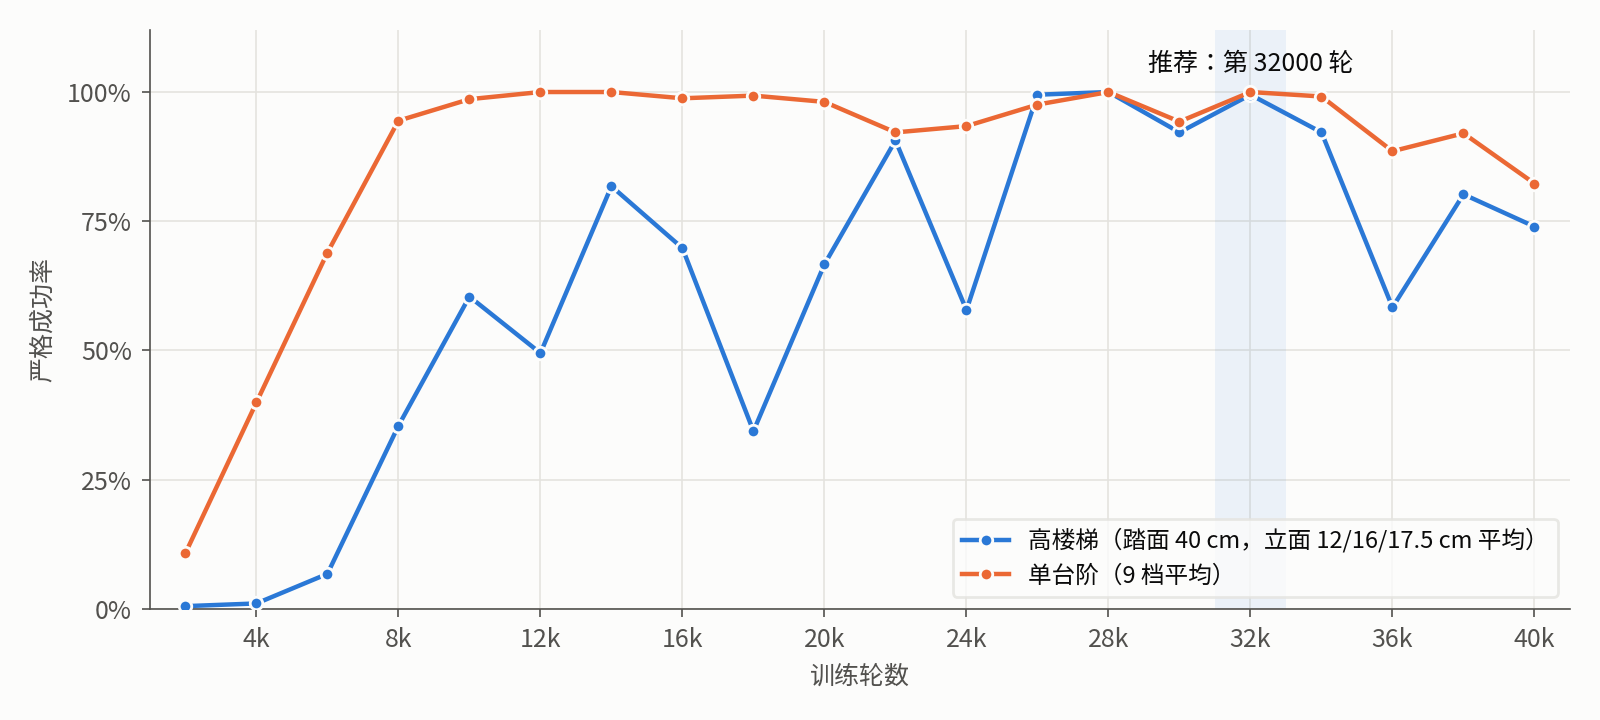 推荐：第 32000 轮
100%
75%
50%
25%
0%
严格成功率
4k
8k
12k
16k
20k
24k
28k
32k
36k
40k
训练轮数
高楼梯（踏面 40 cm，立面 12/16/17.5 cm 平均）
单台阶（9 档平均）